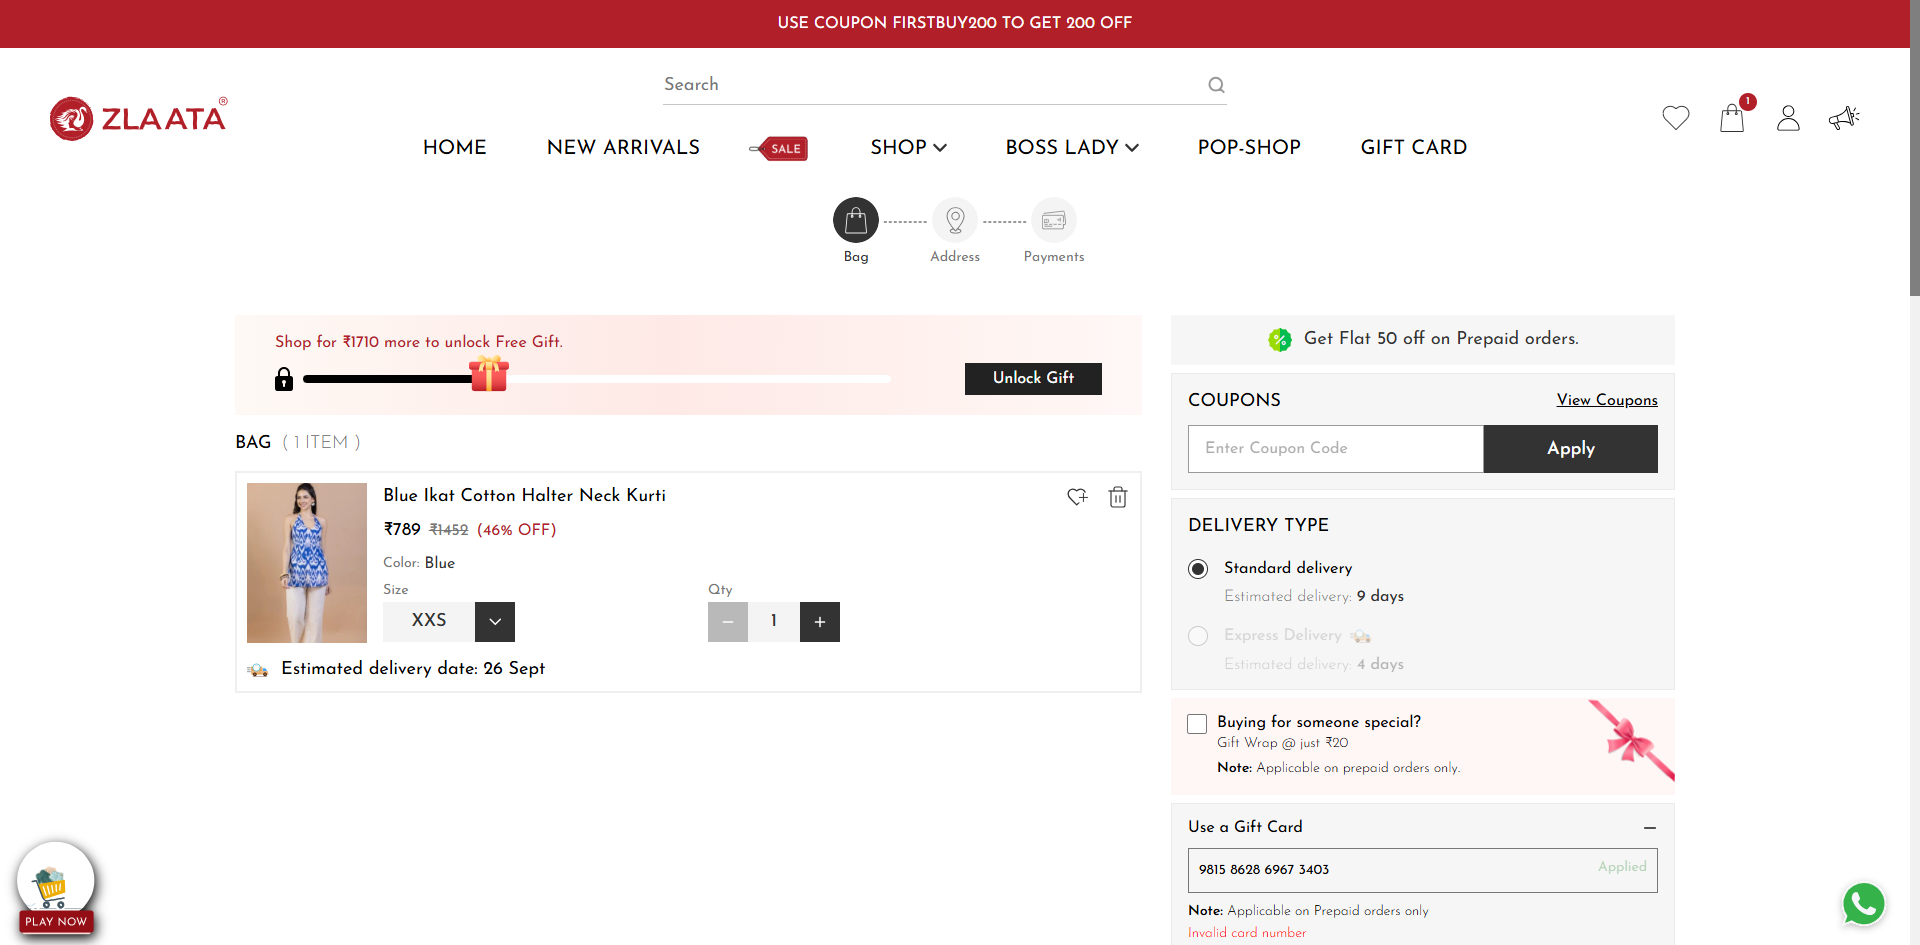 USE COUPON FIRSTBUY200 TO GET 200 OFF
Search
ZLAATA®
1
HOME
NEW ARRIVALS
SALE
SHOP
BOSS LADY
POP-SHOP
GIFT CARD
Bag
Address
Payments
Shop for ₹1710 more to unlock Free Gift.
Unlock Gift
BAG ( 1 ITEM )
Blue Ikat Cotton Halter Neck Kurti
₹789 ₹1452 (46% OFF)
Color: Blue
Size
Qty
XXS
1
Estimated delivery date: 26 Sept
Get Flat 50 off on Prepaid orders.
COUPONS
View Coupons
Enter Coupon Code
Apply
DELIVERY TYPE
Standard delivery
Estimated delivery: 9 days
Express Delivery
Estimated delivery: 4 days
Buying for someone special?
Gift Wrap @ just ₹20
Note: Applicable on prepaid orders only.
Use a Gift Card
9815 8628 6967 3403
Applied
Note: Applicable on Prepaid orders only
Invalid card number
PLAY NOW